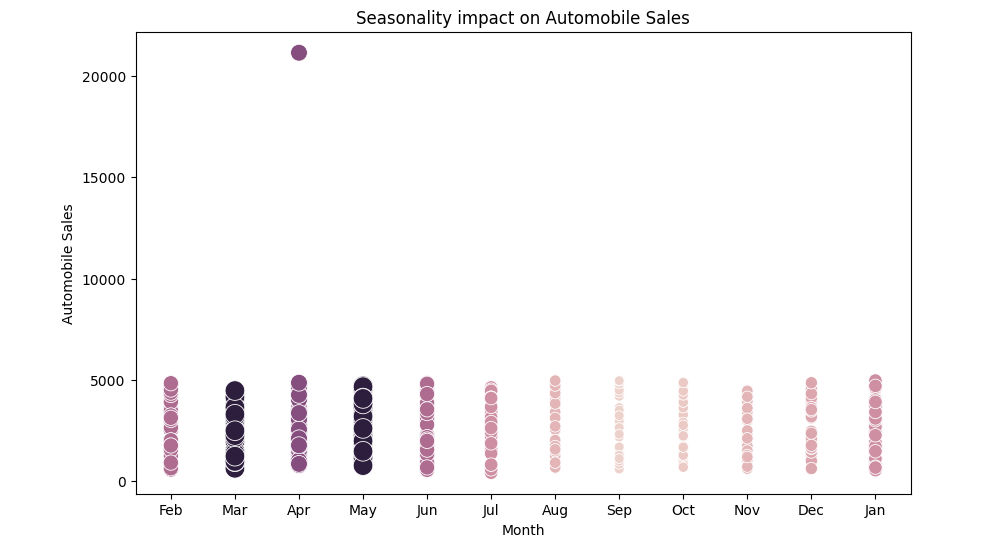 Seasonality impact on Automobile Sales
Automobile Sales
20000
15000
10000
5000
0
Feb Mar Apr May Jun Jul Aug Sep Oct Nov Dec Jan
Month